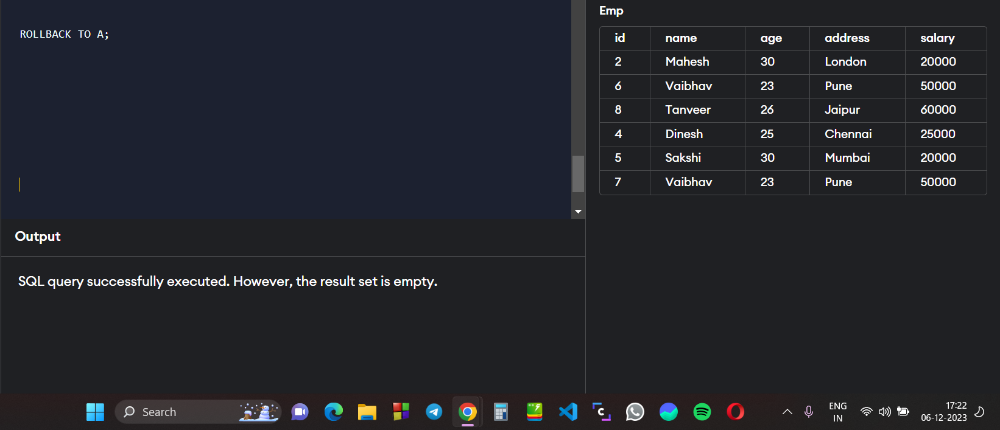 ROLLBACK TO A;
Output
SQL query successfully executed. However, the result set is empty.
Emp
id name age address salary
2 Mahesh 30 London 20000
6 Vaibhav 23 Pune 50000
8 Tanveer 26 Jaipur 60000
4 Dinesh 25 Chennai 25000
5 Sakshi 30 Mumbai 20000
7 Vaibhav 23 Pune 50000
Search
ENG
IN
17:22
06-12-2023